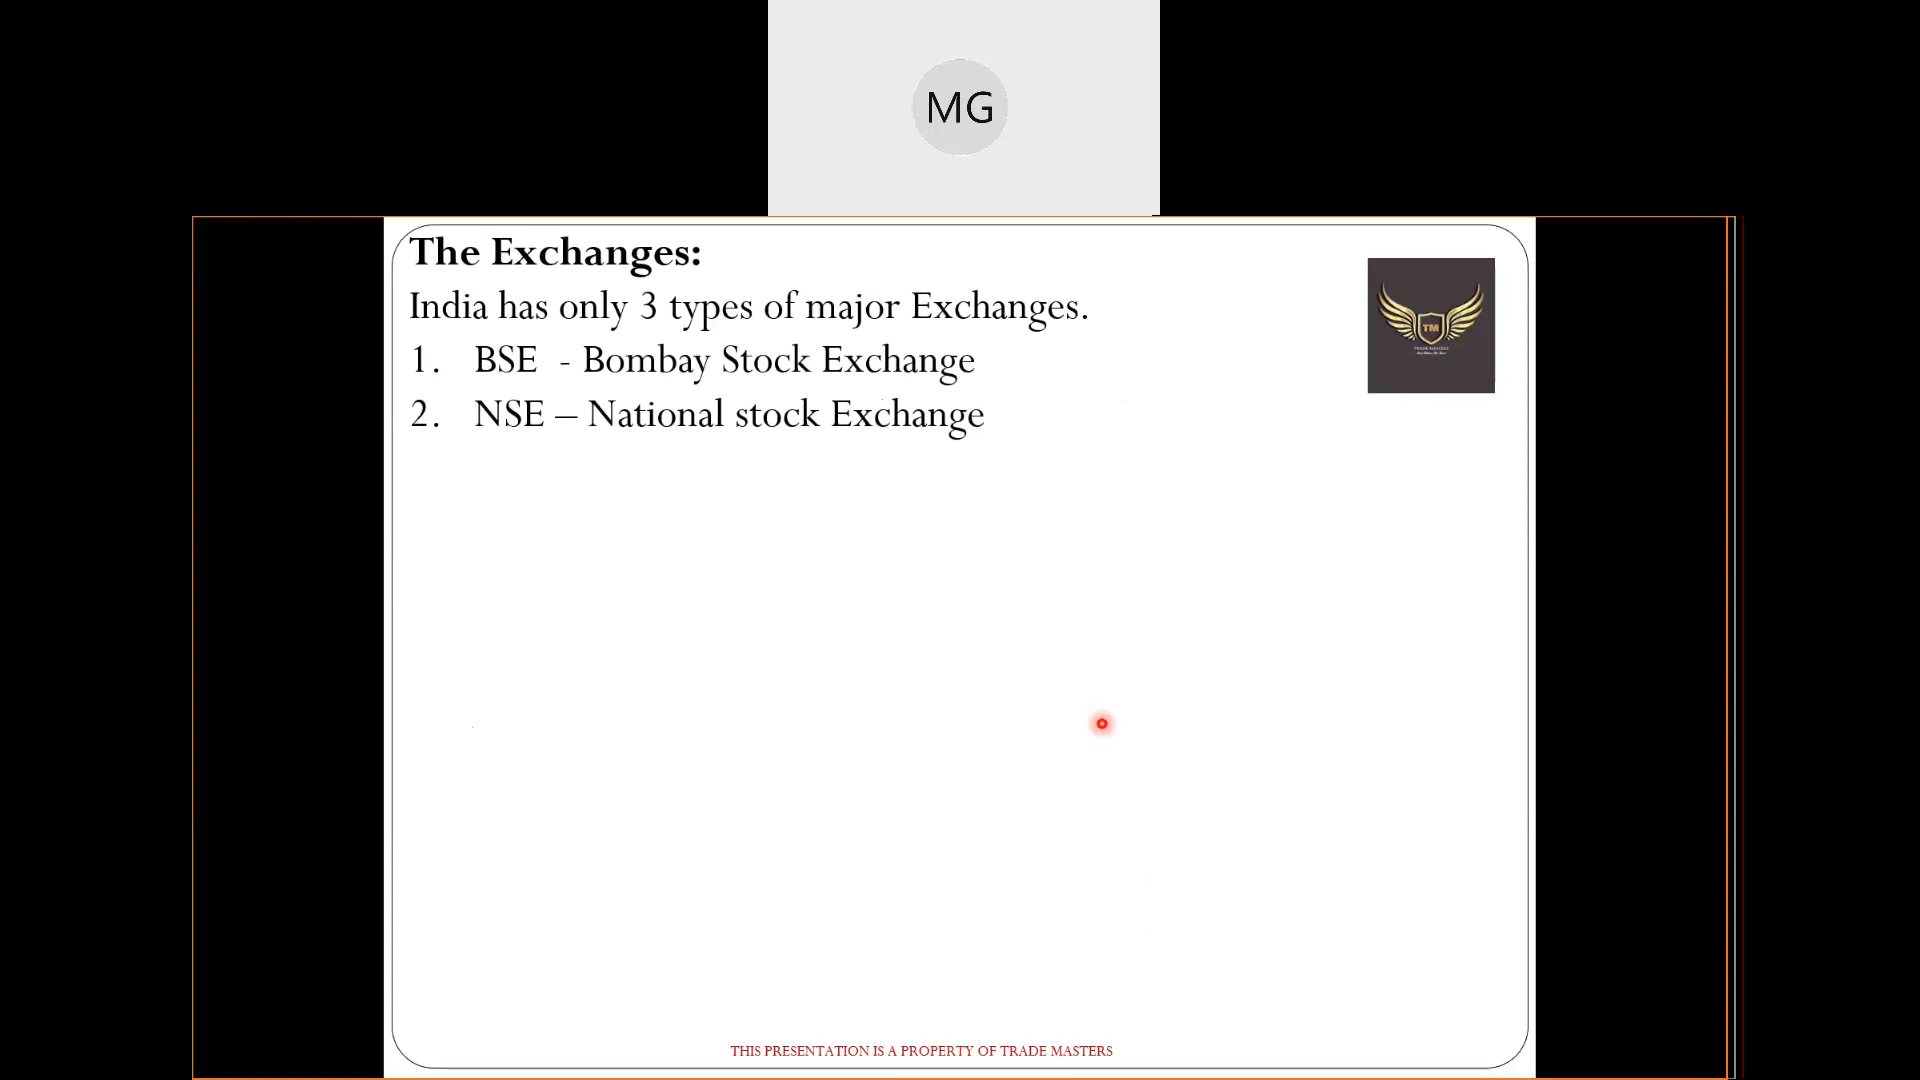 MG
The Exchanges:
India has only 3 types of major Exchanges.
TM
1. BSE - Bombay Stock Exchange
2. NSE – National stock Exchange
THIS PRESENTATION IS A PROPERTY OF TRADE MASTERS